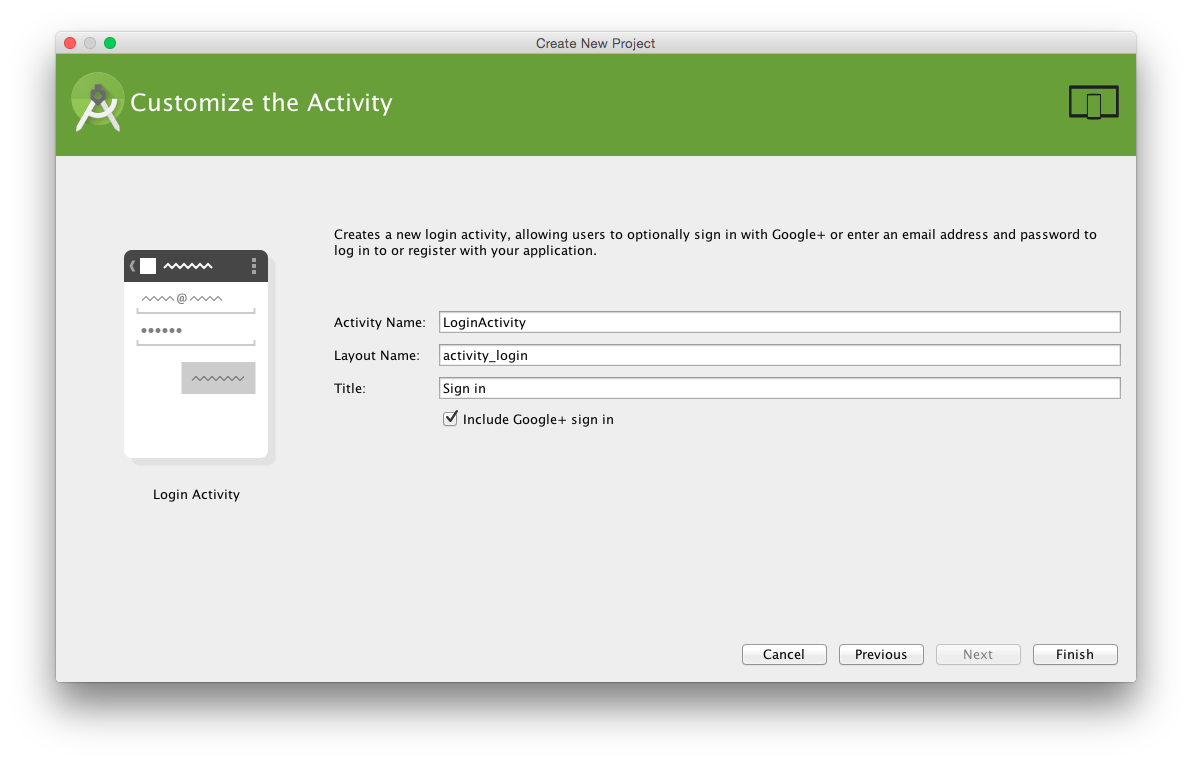 Create New Project
Customize the Activity
Creates a new login activity, allowing users to optionally sign in with Google+ or enter an email address and password to
log in to or register with your application.
@
Activity Name: LoginActivity
Layout Name: activity_login
Title: Sign in
Include Google+ sign in
Login Activity
Cancel Previous Next Finish